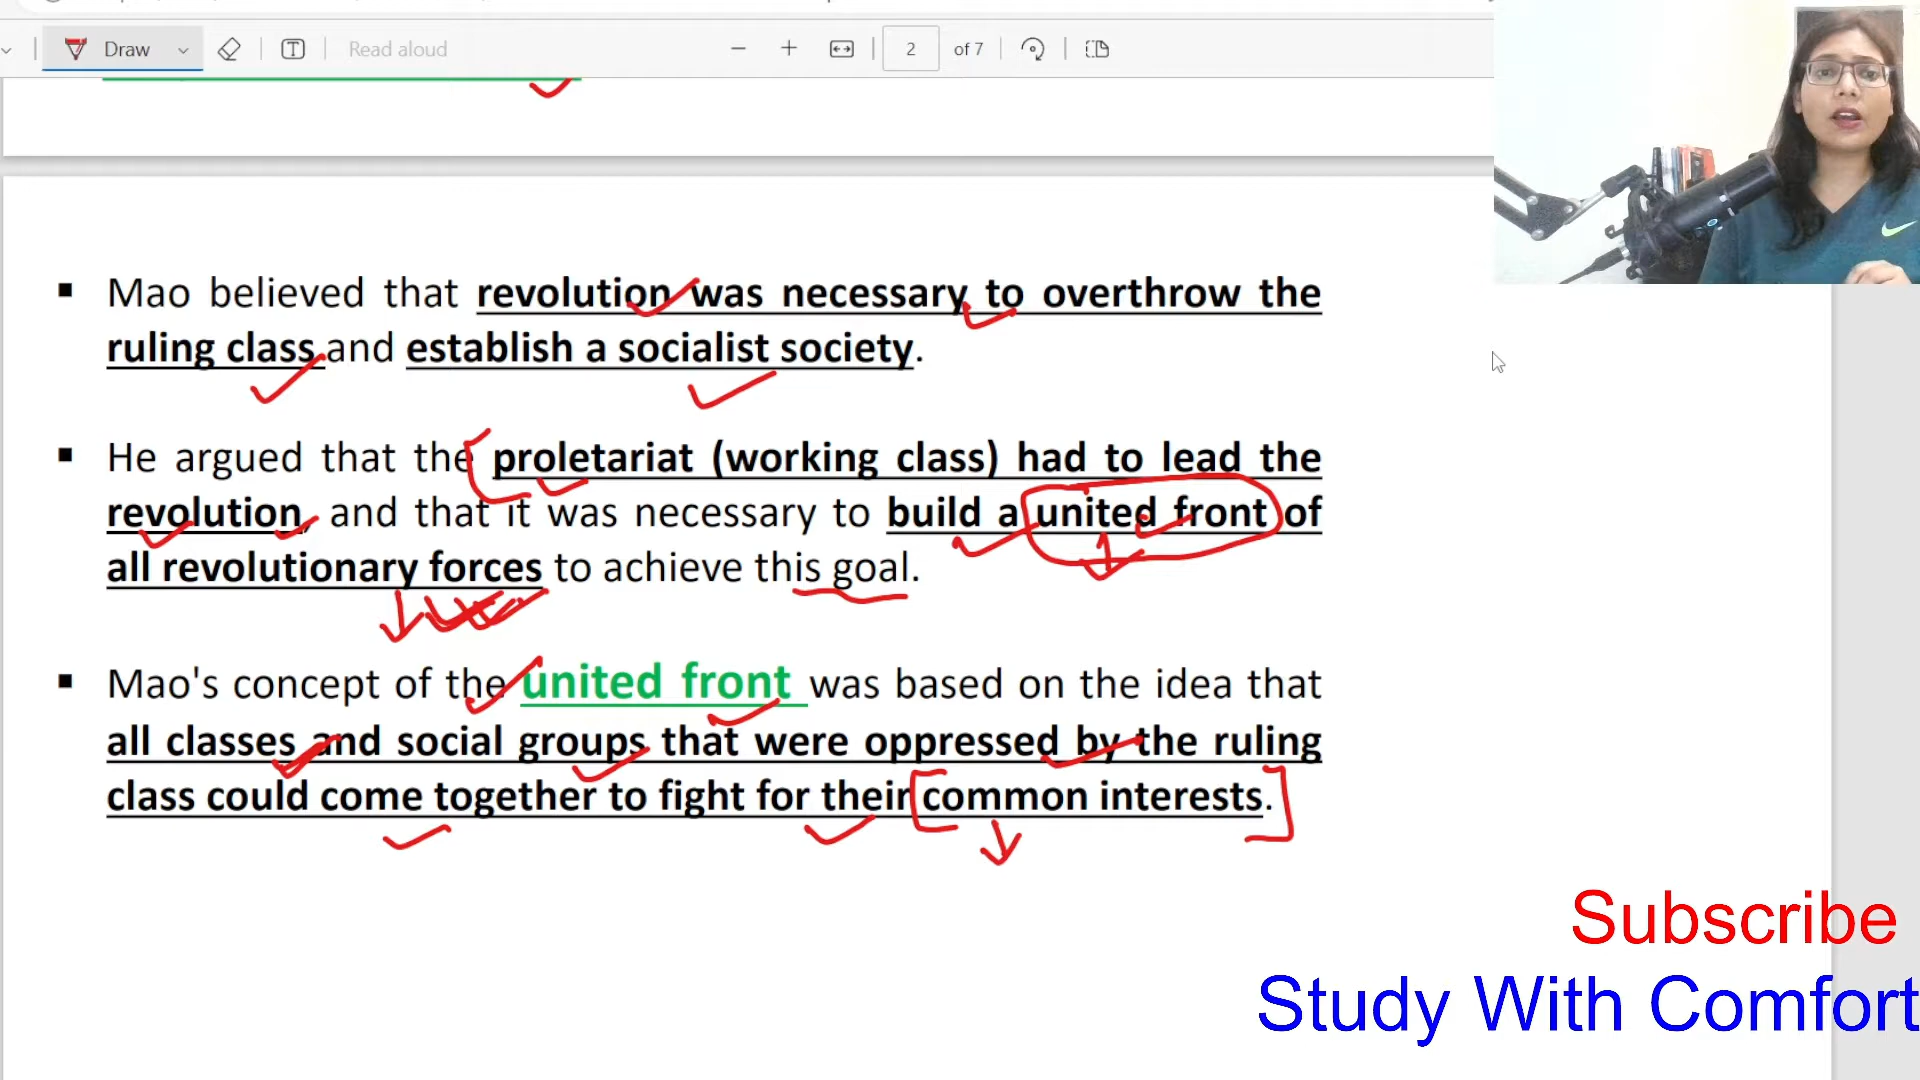 Draw
Read aloud
2 of 7
▪ Mao believed that revolution was necessary to overthrow the
ruling class and establish a socialist society.
▪ He argued that the proletariat (working class) had to lead the
revolution, and that it was necessary to build a united front of
all revolutionary forces to achieve this goal.
▪ Mao's concept of the united front was based on the idea that
all classes and social groups that were oppressed by the ruling
class could come together to fight for their common interests.
Subscribe
Study With Comfort